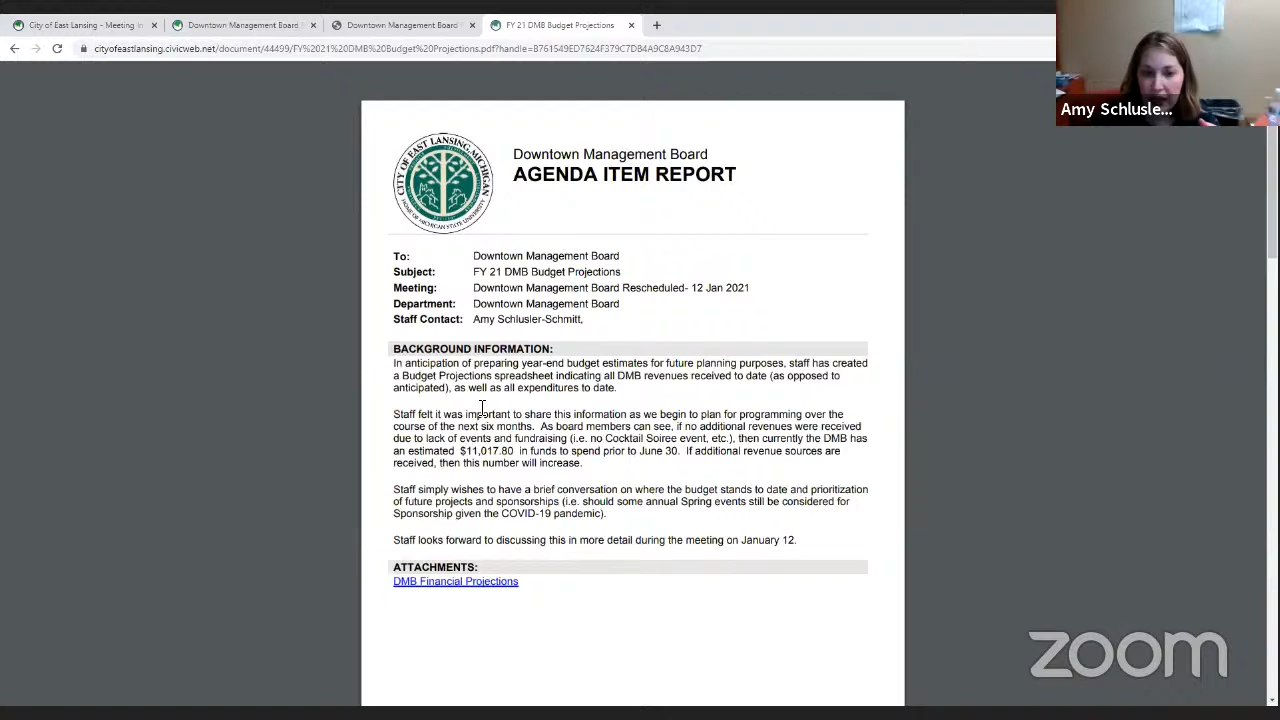 City of East Lansing - Meeting
Downtown Management Board
Downtown Management Board
FY 21 DMB Budget Projections
cityofeastlansing.civicweb.net/document/44499/FY%2021%20DMB%20Budget%20Projections.pdf?handle=B761549ED7624F379C7DB4A9C8A943D7
Amy Schlusle...
CITY OF EAST LANSING, MICHIGAN
HOME OF MICHIGAN STATE UNIVERSITY
Downtown Management Board
AGENDA ITEM REPORT
To: Downtown Management Board
Subject: FY 21 DMB Budget Projections
Meeting: Downtown Management Board Rescheduled- 12 Jan 2021
Department: Downtown Management Board
Staff Contact: Amy Schlusler-Schmitt,
BACKGROUND INFORMATION:
In anticipation of preparing year-end budget estimates for future planning purposes, staff has created
a Budget Projections spreadsheet indicating all DMB revenues received to date (as opposed to
anticipated), as well as all expenditures to date.
Staff felt it was important to share this information as we begin to plan for programming over the
course of the next six months. As board members can see, if no additional revenues were received
due to lack of events and fundraising (i.e. no Cocktail Soiree event, etc.), then currently the DMB has
an estimated $11,017.80 in funds to spend prior to June 30. If additional revenue sources are
received, then this number will increase.
Staff simply wishes to have a brief conversation on where the budget stands to date and prioritization
of future projects and sponsorships (i.e. should some annual Spring events still be considered for
Sponsorship given the COVID-19 pandemic).
Staff looks forward to discussing this in more detail during the meeting on January 12.
ATTACHMENTS:
DMB Financial Projections
zoom